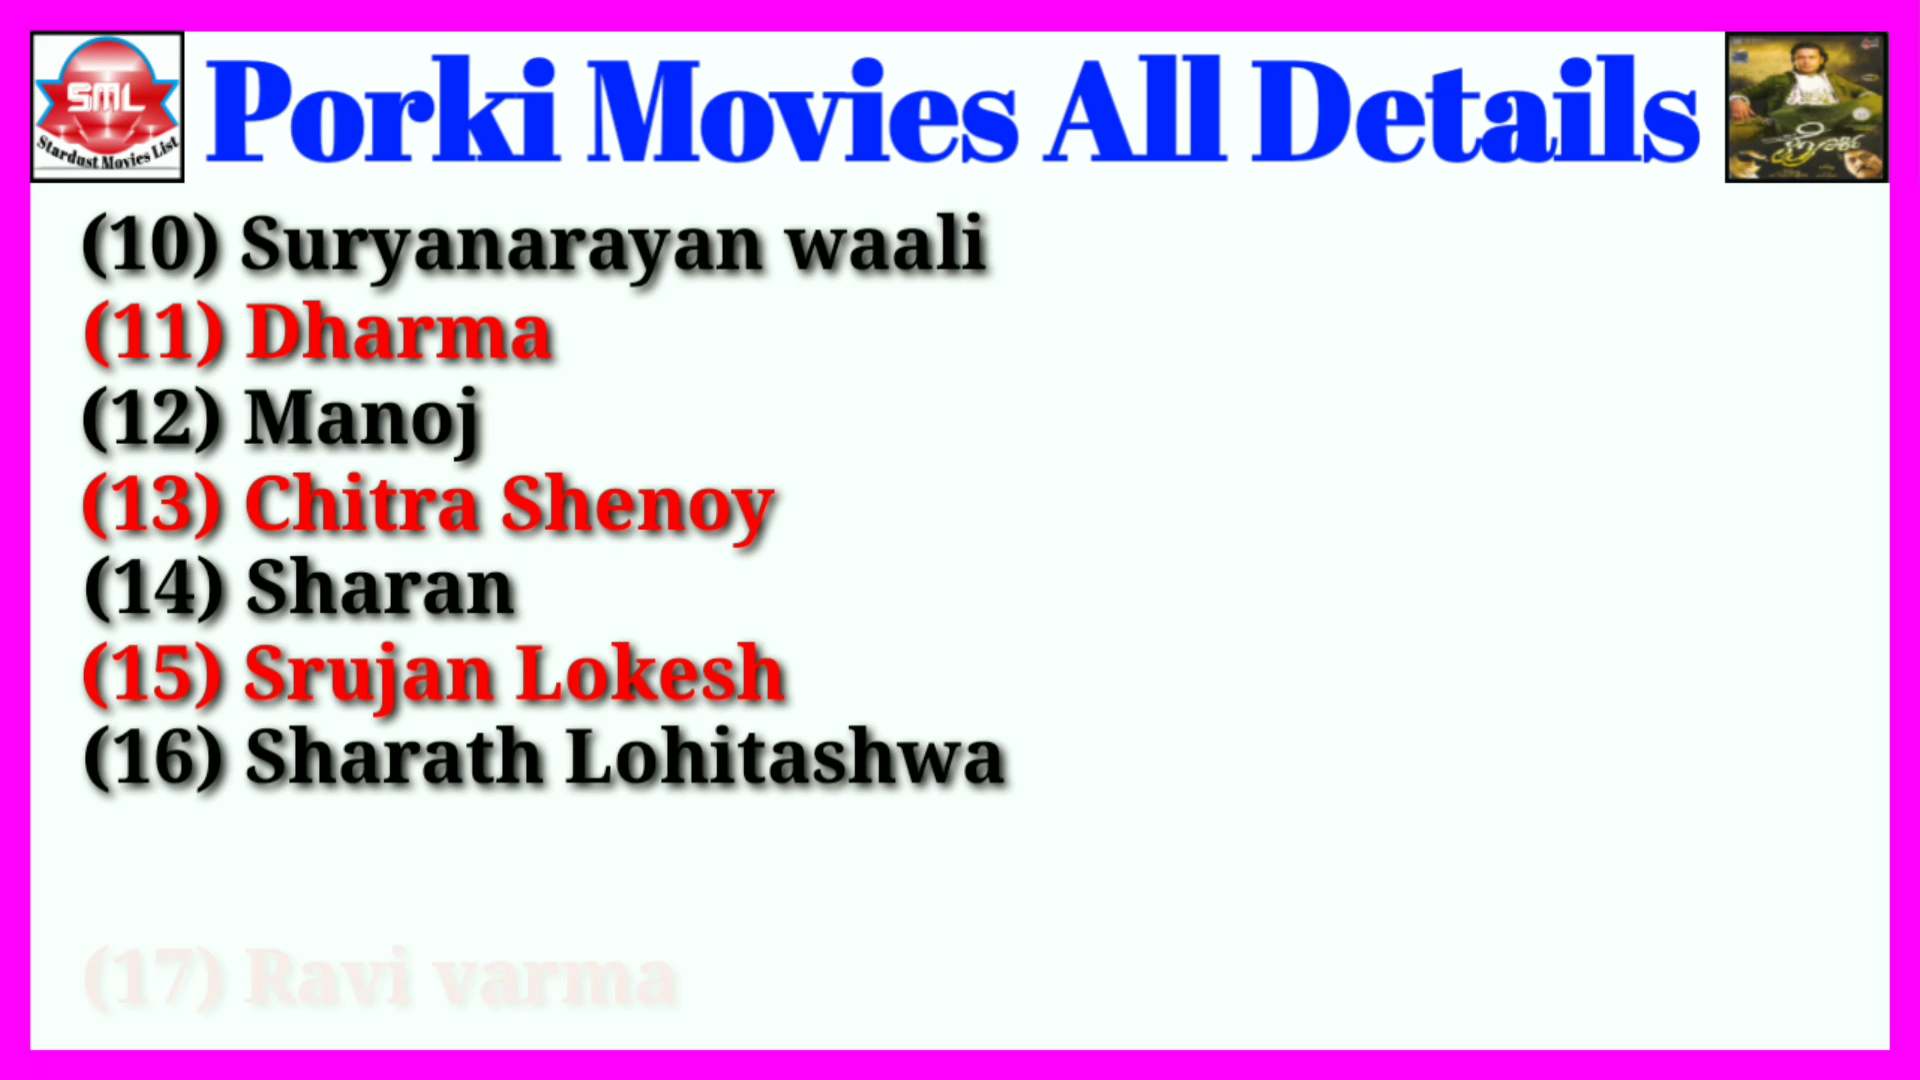 SML
Stardust Movies List
Porki Movies All Details
(10) Suryanarayan waali
(11) Dharma
(12) Manoj
(13) Chitra Shenoy
(14) Sharan
(15) Srujan Lokesh
(16) Sharath Lohitashwa
(17) Ravi varma